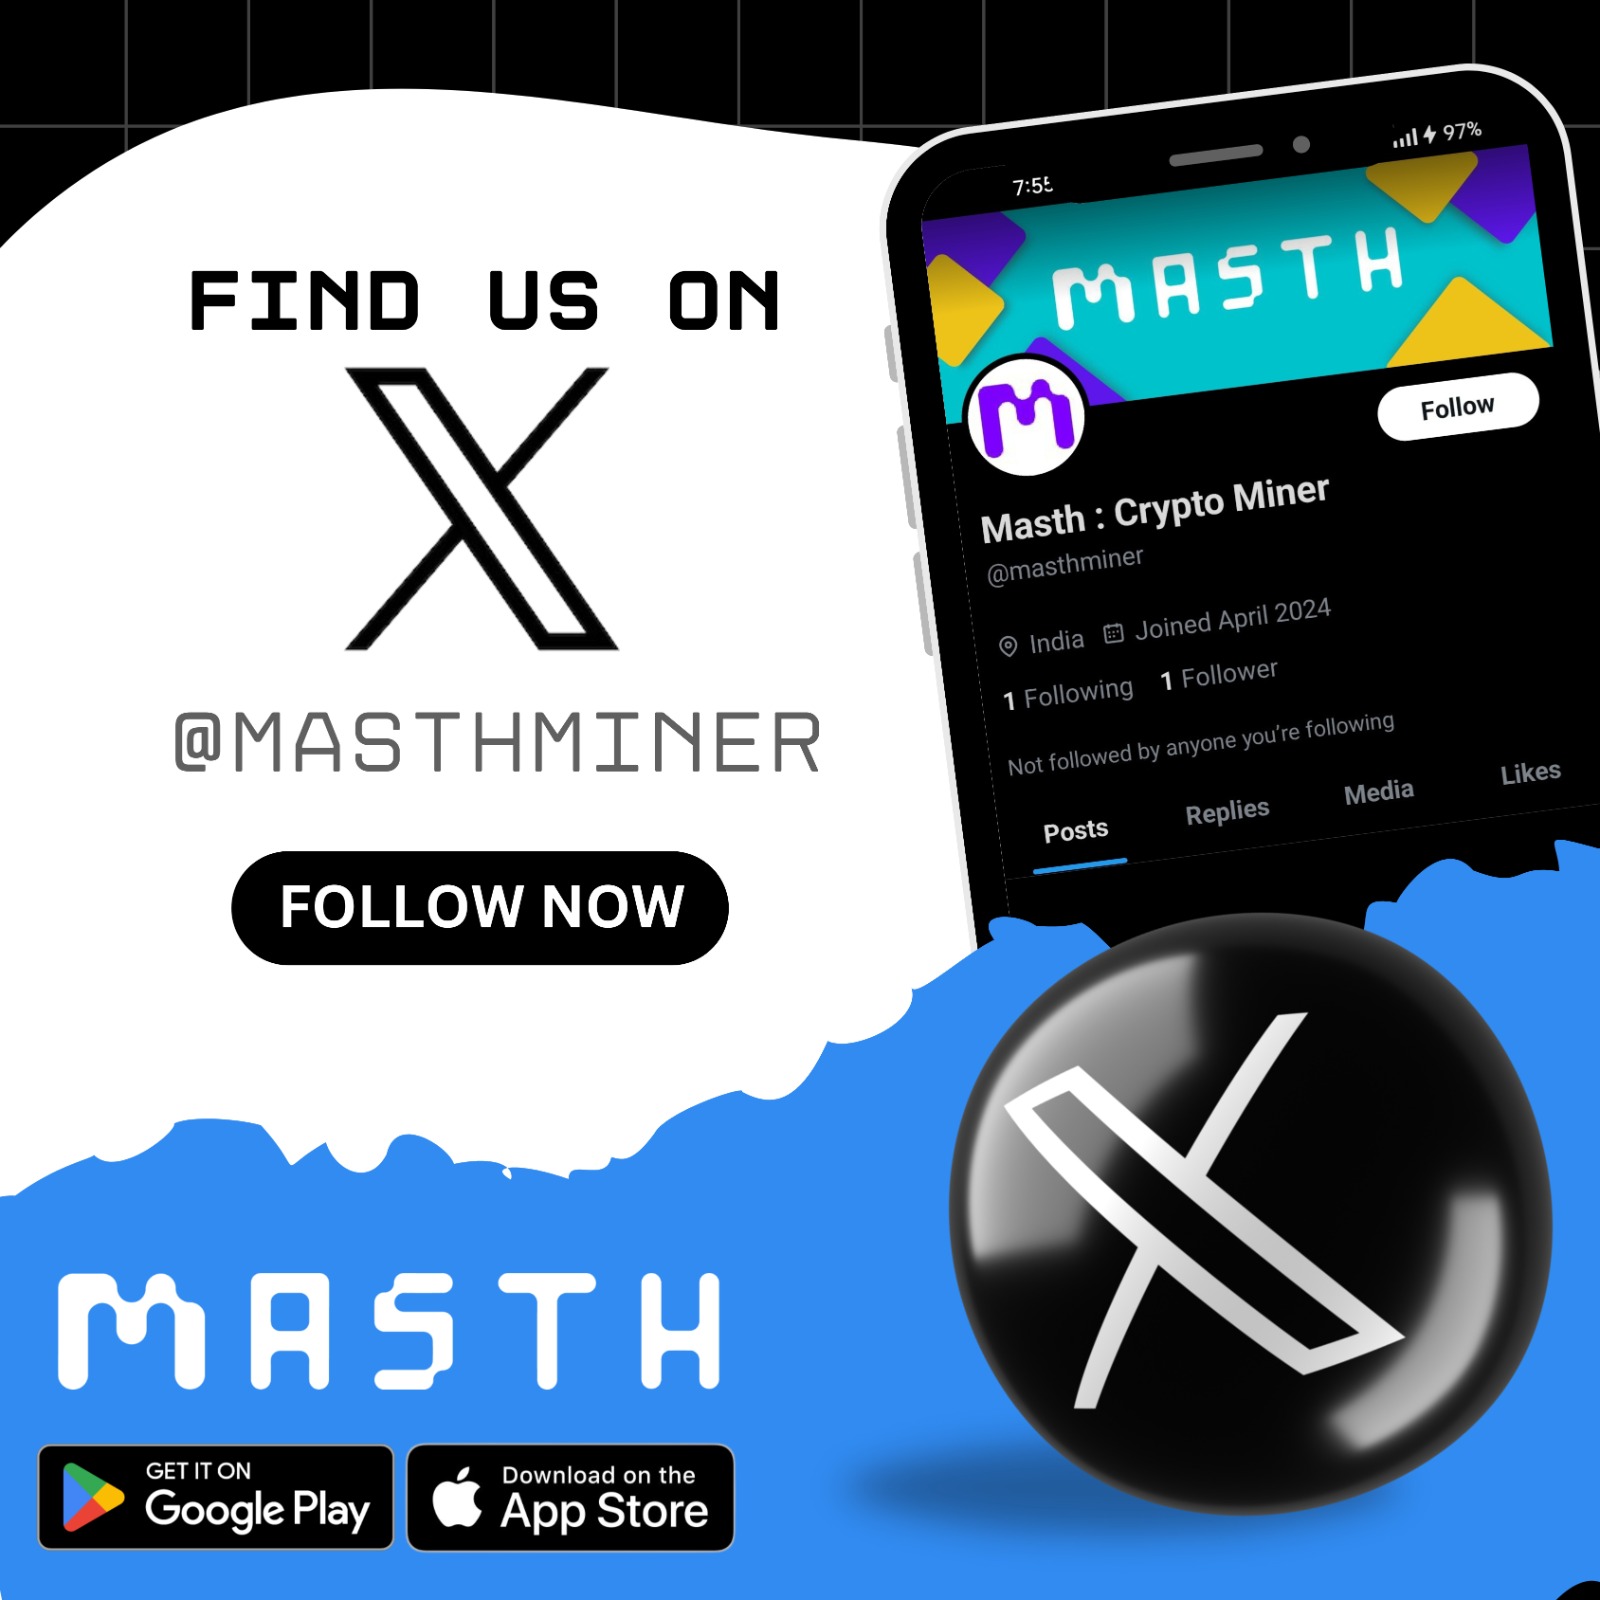 FIND US ON
X
@MASTHMINER
FOLLOW NOW
7:55
97%
MASTH
M
Follow
Masth : Crypto Miner
@masthminer
India Joined April 2024
1 Following 1 Follower
Not followed by anyone you're following
Posts Replies Media Likes
X
MASTH
GET IT ON
Google Play
Download on the
App Store